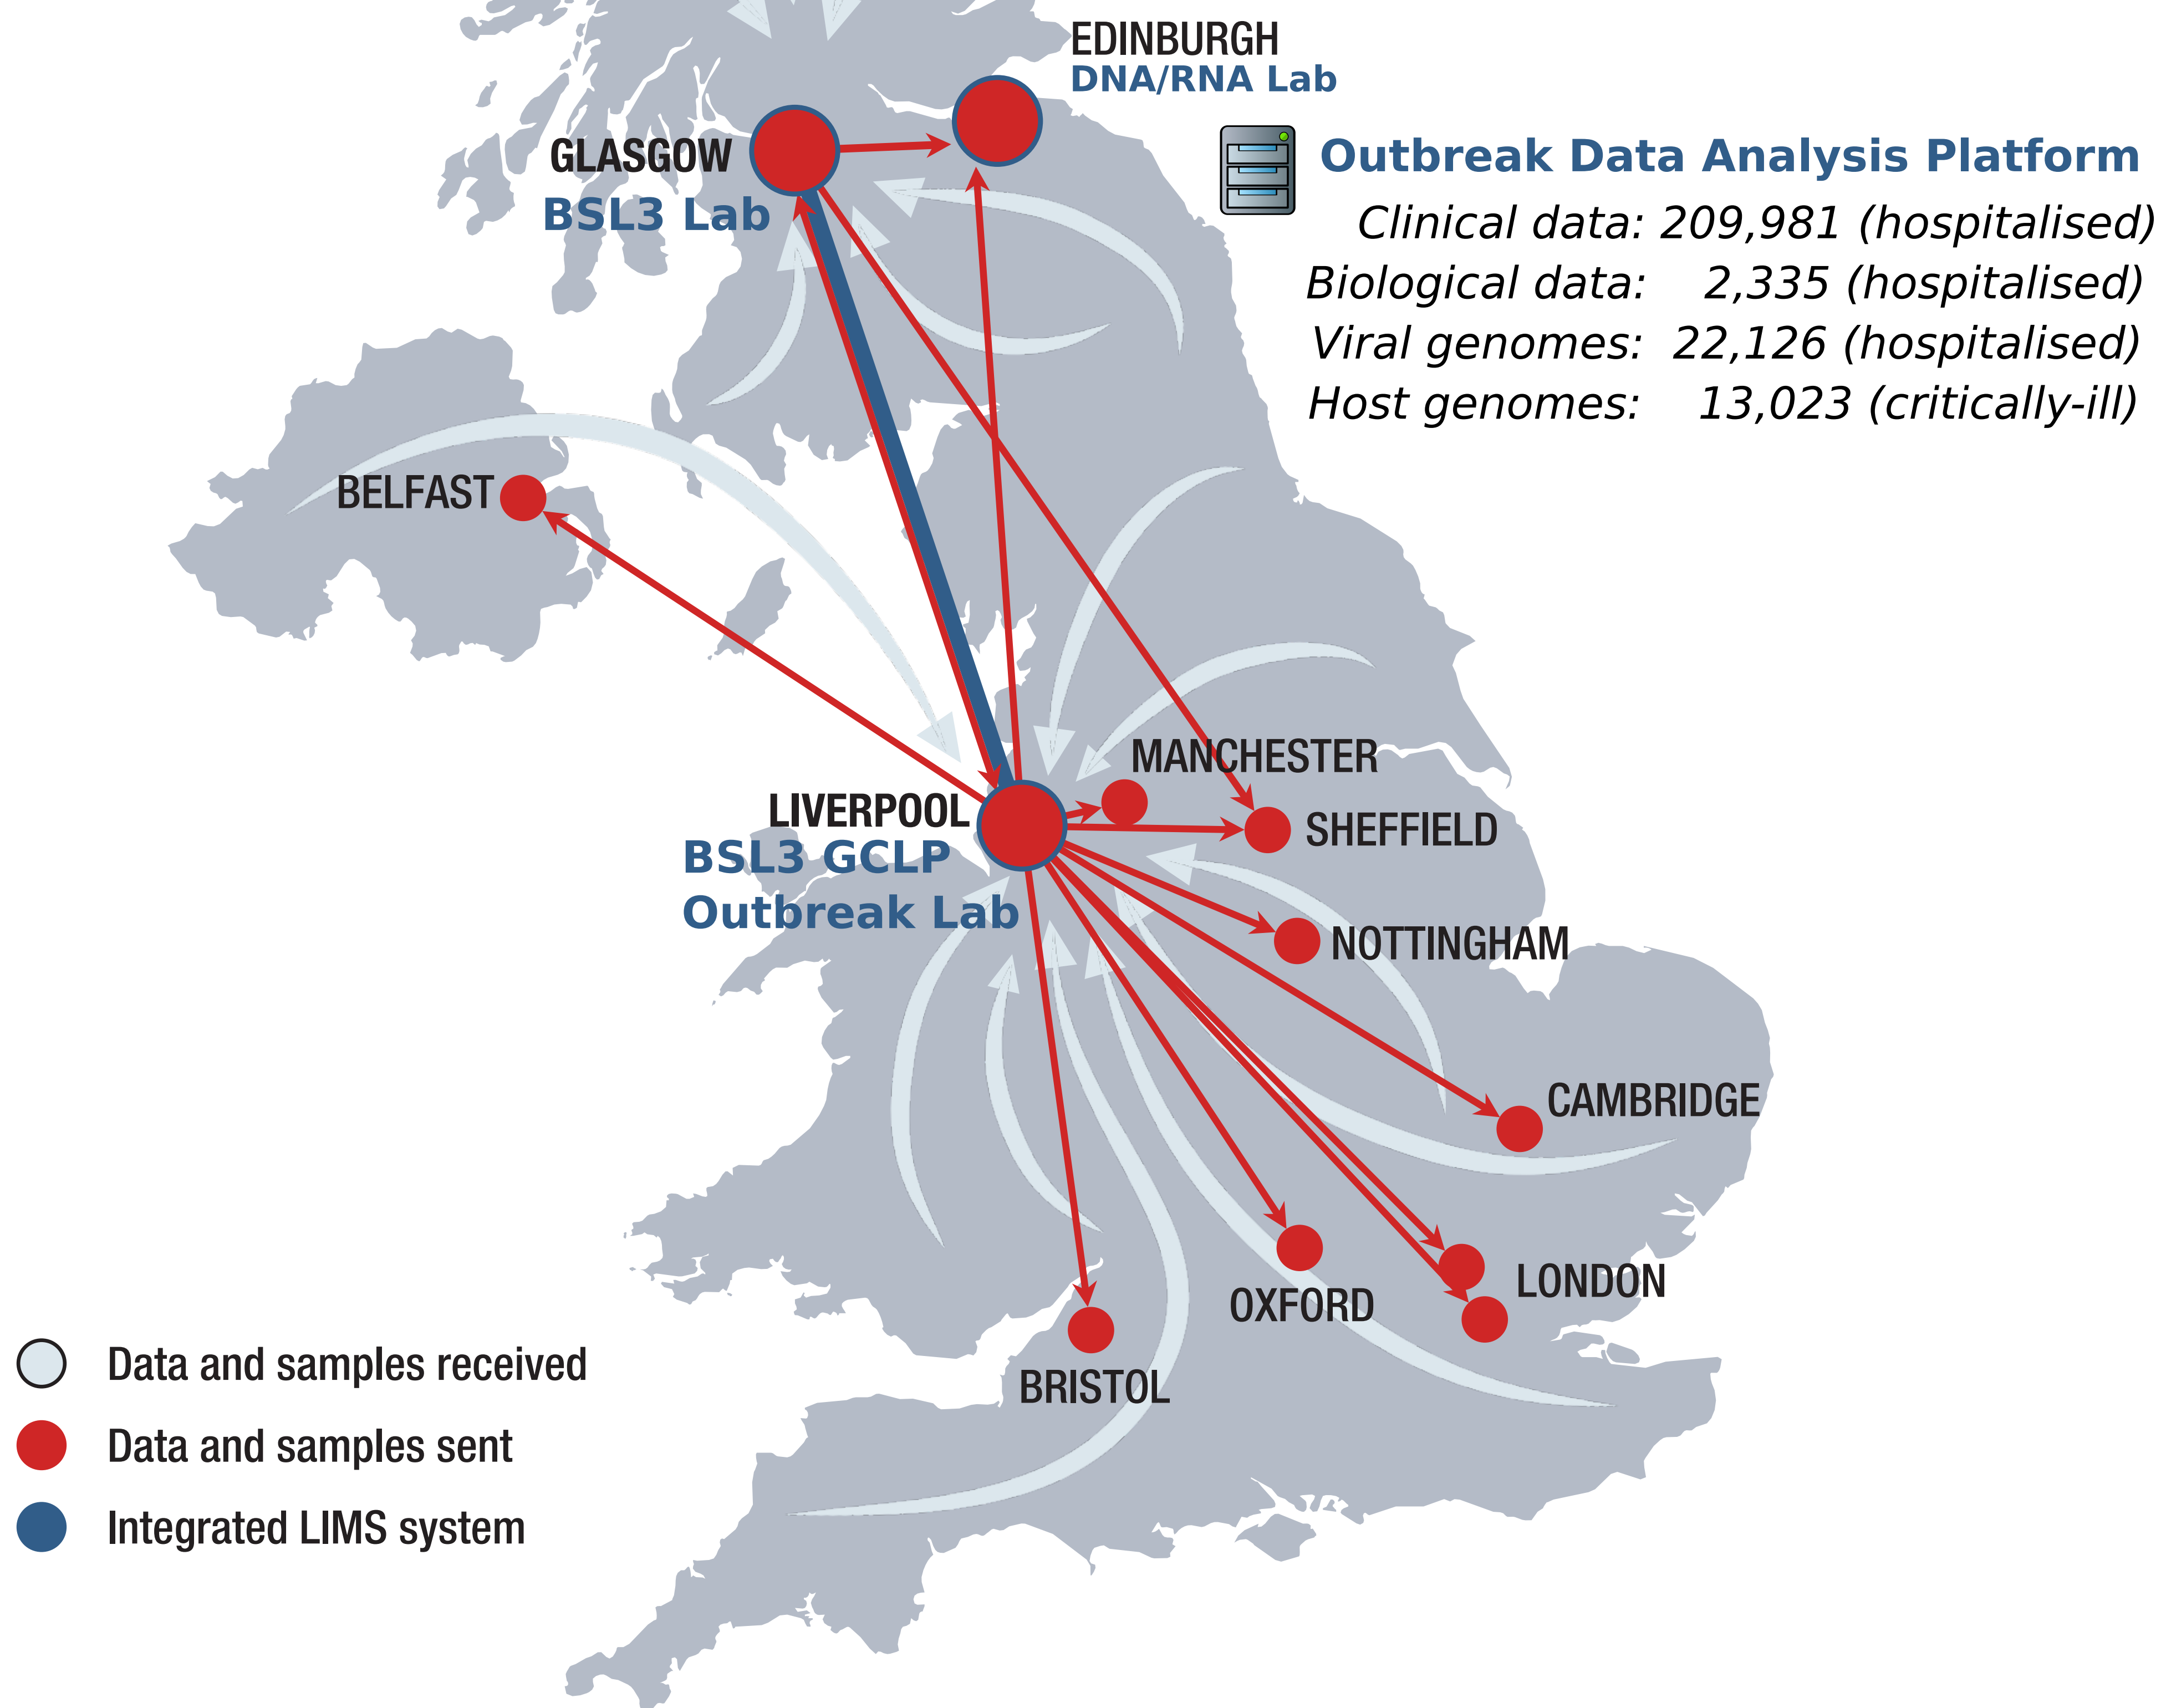 EDINBURGH
DNA/RNA Lab
GLASGOW
BSL3 Lab
Outbreak Data Analysis Platform
Clinical data: 209,981 (hospitalised)
Biological data: 2,335 (hospitalised)
Viral genomes: 22,126 (hospitalised)
Host genomes: 13,023 (critically-ill)
BELFAST
MANCHESTER
LIVERPOOL
BSL3 GCLP
Outbreak Lab
SHEFFIELD
NOTTINGHAM
CAMBRIDGE
LONDON
OXFORD
BRISTOL
Data and samples received
Data and samples sent
Integrated LIMS system